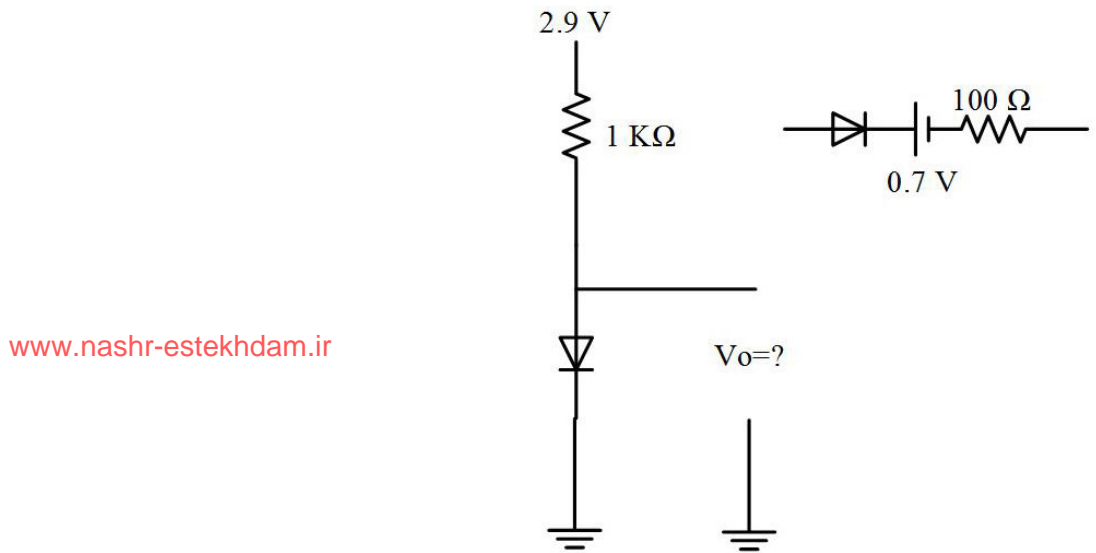 2.9 V
1 KΩ
100 Ω
0.7 V
www.nashr-estekhdam.ir
Vo=?